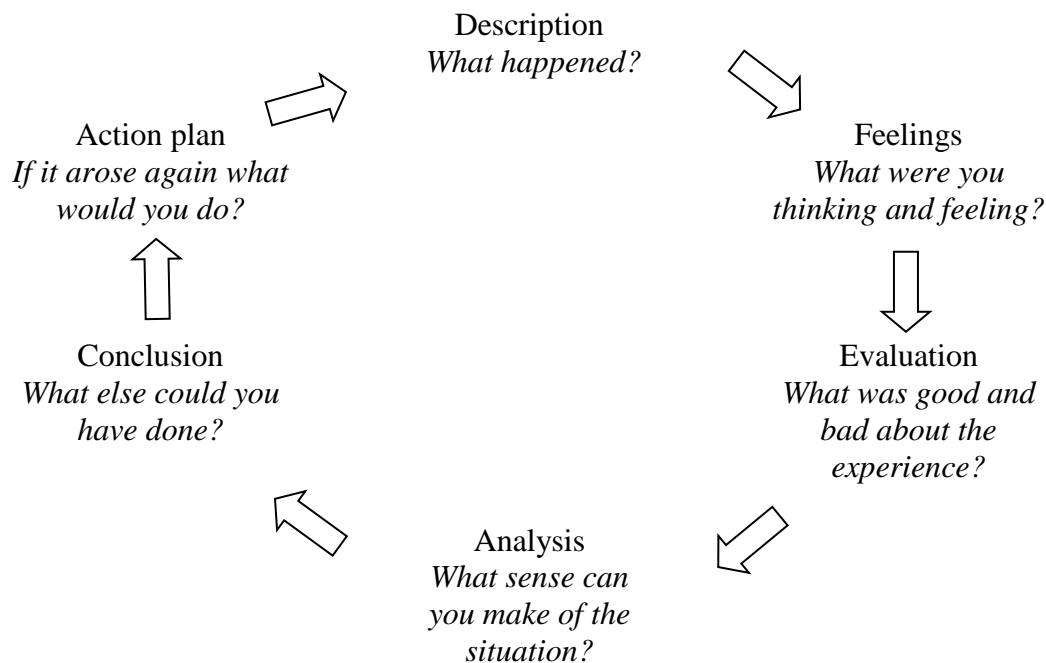 Description
What happened?
Feelings
What were you
thinking and feeling?
Evaluation
What was good and
bad about the
experience?
Analysis
What sense can
you make of the
situation?
Conclusion
What else could you
have done?
Action plan
If it arose again what
would you do?